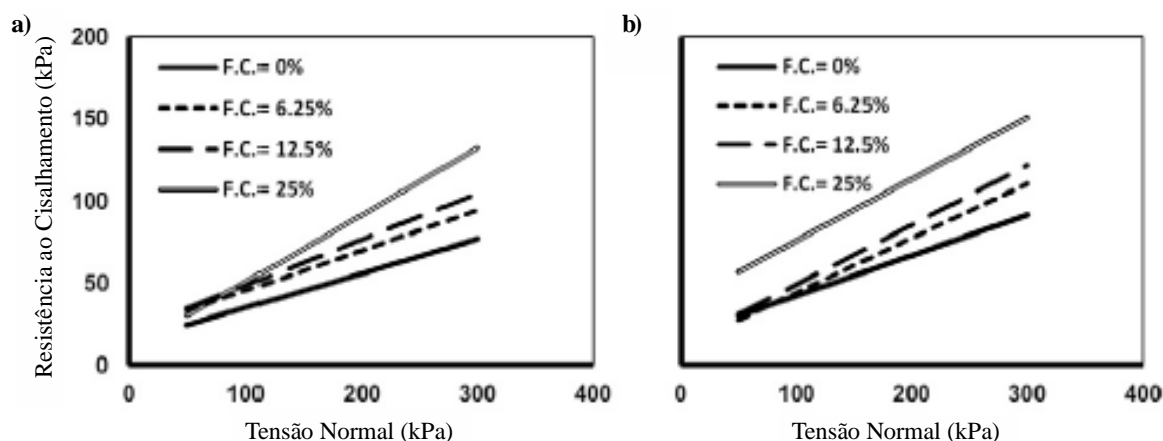 a)
Resistência ao Cisalhamento (kPa)
200
150
100
50
0
F.C.= 0%
F.C.= 6.25%
F.C.= 12.5%
F.C.= 25%
0 100 200 300 400
Tensão Normal (kPa)
b)
F.C.= 0%
F.C.= 6.25%
F.C.= 12.5%
F.C.= 25%
0 100 200 300 400
Tensão Normal (kPa)